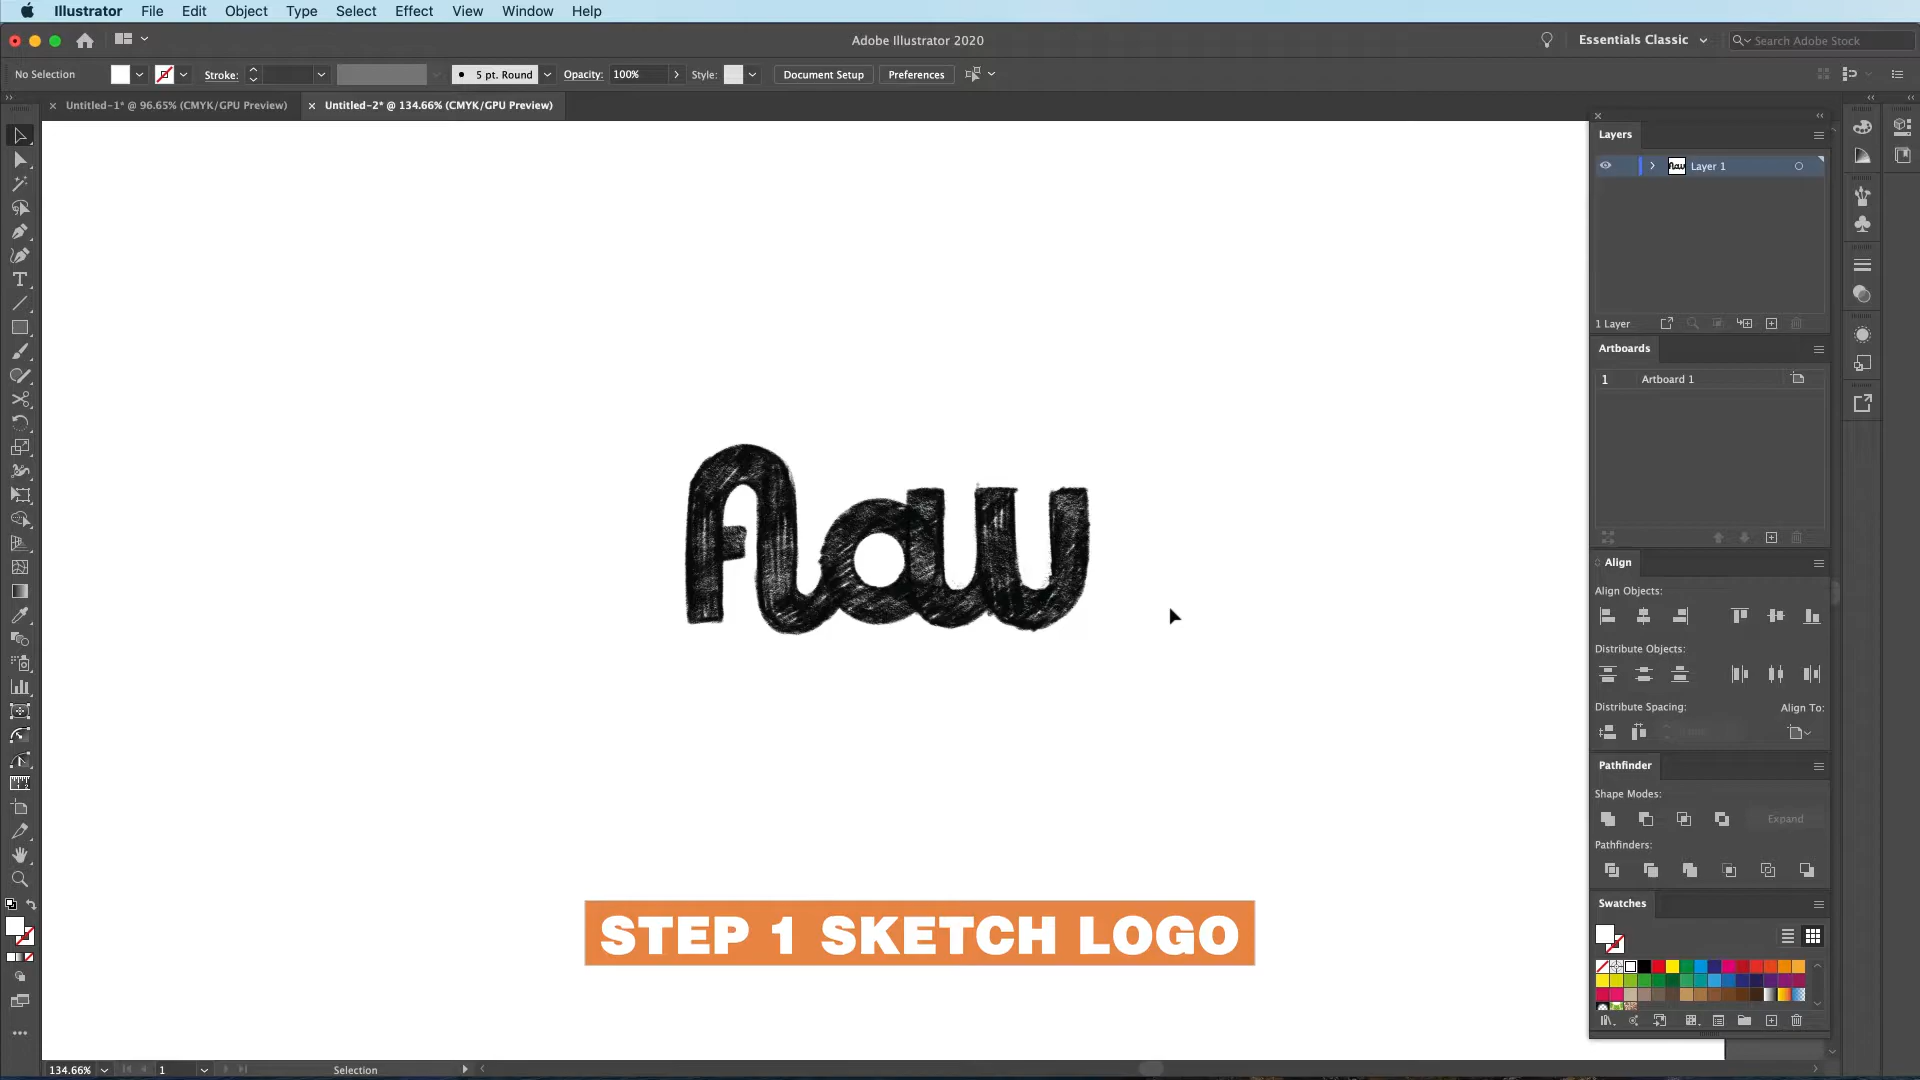 Illustrator File Edit Object Type Select Effect View Window Help
Adobe Illustrator 2020
Essentials Classic
Search Adobe Stock
No Selection
Stroke:
5 pt. Round
Opacity: 100%
Style:
Document Setup
Preferences
Untitled-1* @ 96.65% (CMYK/GPU Preview)
Untitled-2* @ 134.66% (CMYK/GPU Preview)
Layers
Layer 1
1 Layer
Artboards
1 Artboard 1
flaw
Align
Align Objects:
Distribute Objects:
Distribute Spacing:
Align To:
Pathfinder
Shape Modes:
Expand
Pathfinders:
Swatches
STEP 1 SKETCH LOGO
134.66%
1
Selection